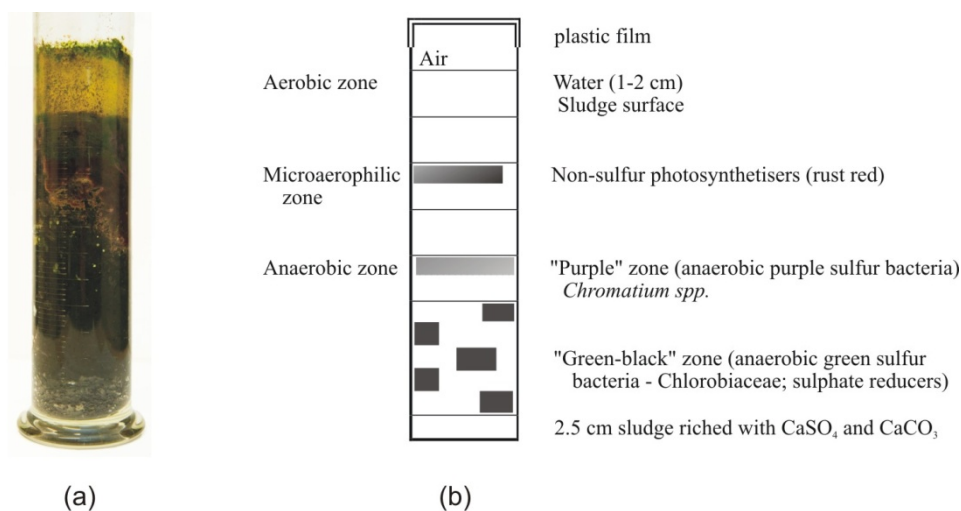 plastic film
Air
Aerobic zone
Water (1-2 cm)
Sludge surface
Microaerophilic
zone
Non-sulfur photosynthetisers (rust red)
Anaerobic zone
"Purple" zone (anaerobic purple sulfur bacteria)
Chromatium spp.
"Green-black" zone (anaerobic green sulfur
bacteria - Chlorobiaceae; sulphate reducers)
2.5 cm sludge riched with CaSO₄ and CaCO₃
(a)
(b)